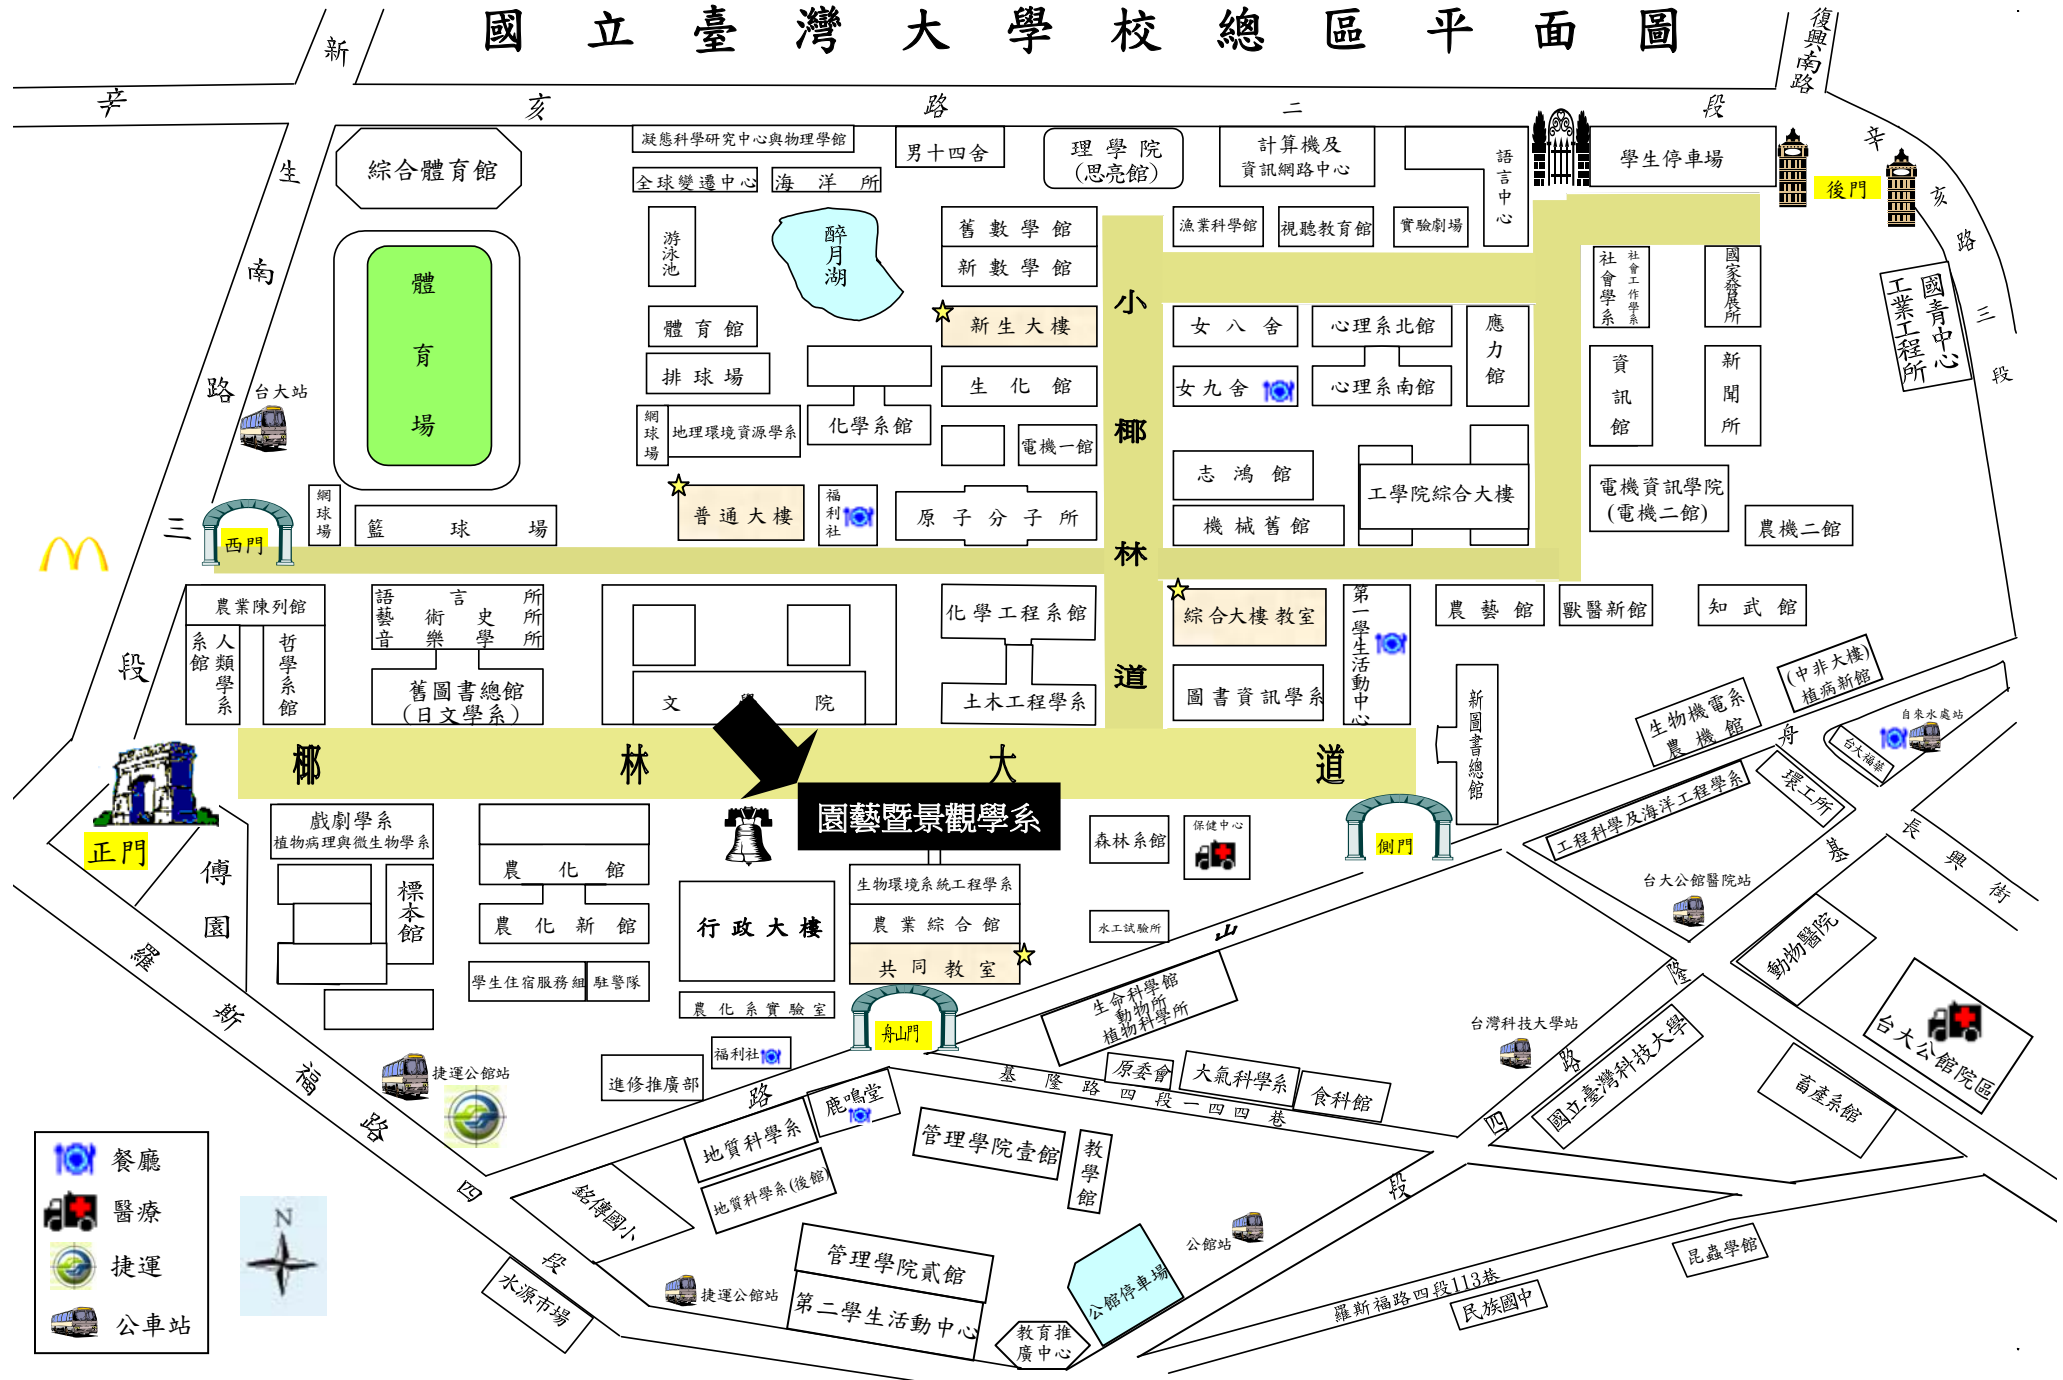 國立臺灣大學校總區平面圖
復興南路
新生南路三段
辛亥路二段
辛亥路三段
綜合體育館
凝態科學研究中心與物理學館
全球變遷中心
海洋所
男十四舍
理學院
(思亮館)
計算機及
資訊網路中心
語言中心
學生停車場
後門
體育場
游泳池
醉月湖
舊數學館
新數學館
漁業科學館
視聽教育館
實驗劇場
社會學系
社會工作學系
國家發展所
國青中心
工業工程所
體育館
新生大樓
小椰林道
女八舍
心理系北館
應力館
排球場
生化館
女九舍
心理系南館
資訊館
新聞所
台大站
網球場
地理環境資源學系
化學系館
電機一館
志鴻館
工學院綜合大樓
電機資訊學院
(電機二館)
西門
網球場
籃球場
普通大樓
福利社
原子分子所
機械舊館
農機二館
農業陳列館
人類學系
系館
哲學系館
語言所
藝術史所
音樂學所
舊圖書總館
(日文學系)
文學院
化學工程系館
土木工程學系
綜合大樓教室
圖書資訊學系
第一學生活動中心
農藝館
獸醫新館
知武館
新圖書總館
生物機電系
農機館
(中非大樓)
植病新館
自來水處站
台大福華
椰林大道
園藝暨景觀學系
正門
傅園
戲劇學系
植物病理與微生物學系
標本館
農化館
農化新館
學生住宿服務組
駐警隊
行政大樓
農化系實驗室
生物環境系統工程學系
農業綜合館
共同教室
森林系館
保健中心
水工試驗所
側門
舟山路
舟山門
工程科學及海洋工程學系
環工所
長興街
台大公館醫院站
動物醫院
台大公館院區
基隆路四段
生命科學館
動物所
植物科學所
台灣科技大學站
國立臺灣科技大學
畜產系館
羅斯福路四段
捷運公館站
進修推廣部
福利社
鹿鳴堂
地質科學系
地質科學系(後館)
基隆路四段一四四巷
原委會
大氣科學系
食科館
管理學院壹館
教學館
銘傳國小
水源市場
捷運公館站
管理學院貳館
第二學生活動中心
教育推
廣中心
公館停車場
公館站
羅斯福路四段113巷
民族國中
昆蟲學館
餐廳
醫療
捷運
公車站
N